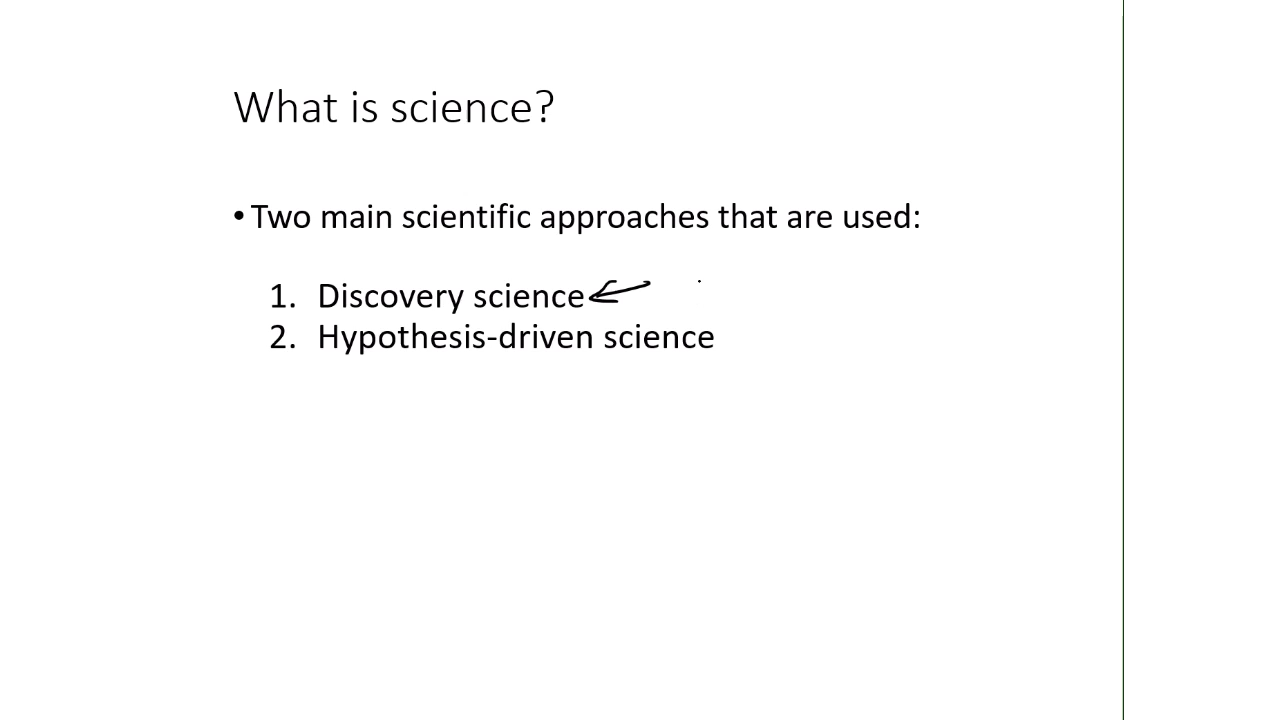 What is science?
• Two main scientific approaches that are used:
1. Discovery science
2. Hypothesis-driven science